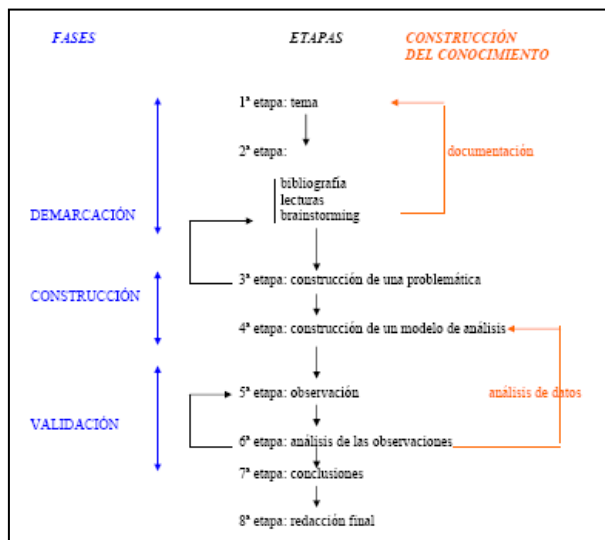 FASES
ETAPAS
CONSTRUCCIÓN
DEL CONOCIMIENTO
1ª etapa: tema
2ª etapa:
documentación
bibliografía
lecturas
brainstorming
DEMARCACIÓN
3ª etapa: construcción de una problemática
CONSTRUCCIÓN
4ª etapa: construcción de un modelo de análisis
5ª etapa: observación
análisis de datos
VALIDACIÓN
6ª etapa: análisis de las observaciones
7ª etapa: conclusiones
8ª etapa: redacción final